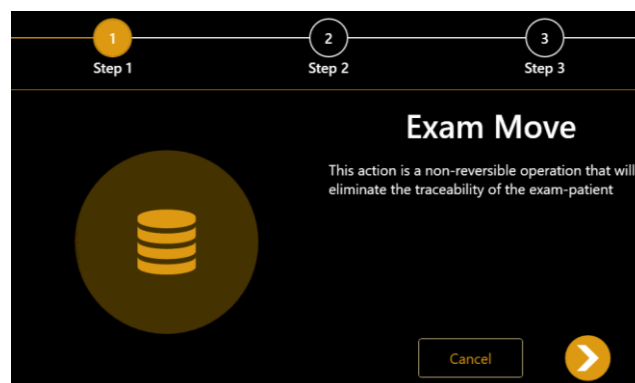 1
2
3
Step 1
Step 2
Step 3
Exam Move
This action is a non-reversible operation that will
eliminate the traceability of the exam-patient
Cancel